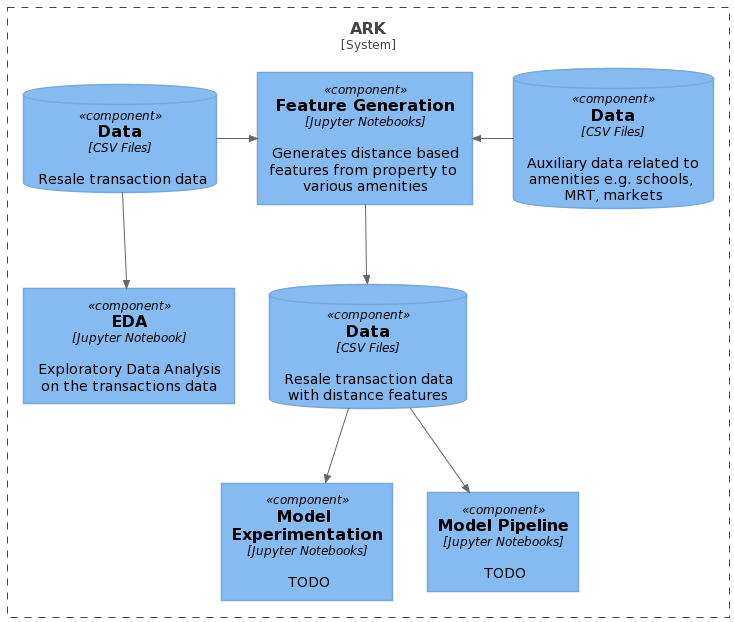 ARK
[System]
«component»
Data
[CSV Files]
Resale transaction data
«component»
Feature Generation
[Jupyter Notebooks]
Generates distance based
features from property to
various amenities
«component»
Data
[CSV Files]
Auxiliary data related to
amenities e.g. schools,
MRT, markets
«component»
EDA
[Jupyter Notebook]
Exploratory Data Analysis
on the transactions data
«component»
Data
[CSV Files]
Resale transaction data
with distance features
«component»
Model
Experimentation
[Jupyter Notebooks]
TODO
«component»
Model Pipeline
[Jupyter Notebooks]
TODO